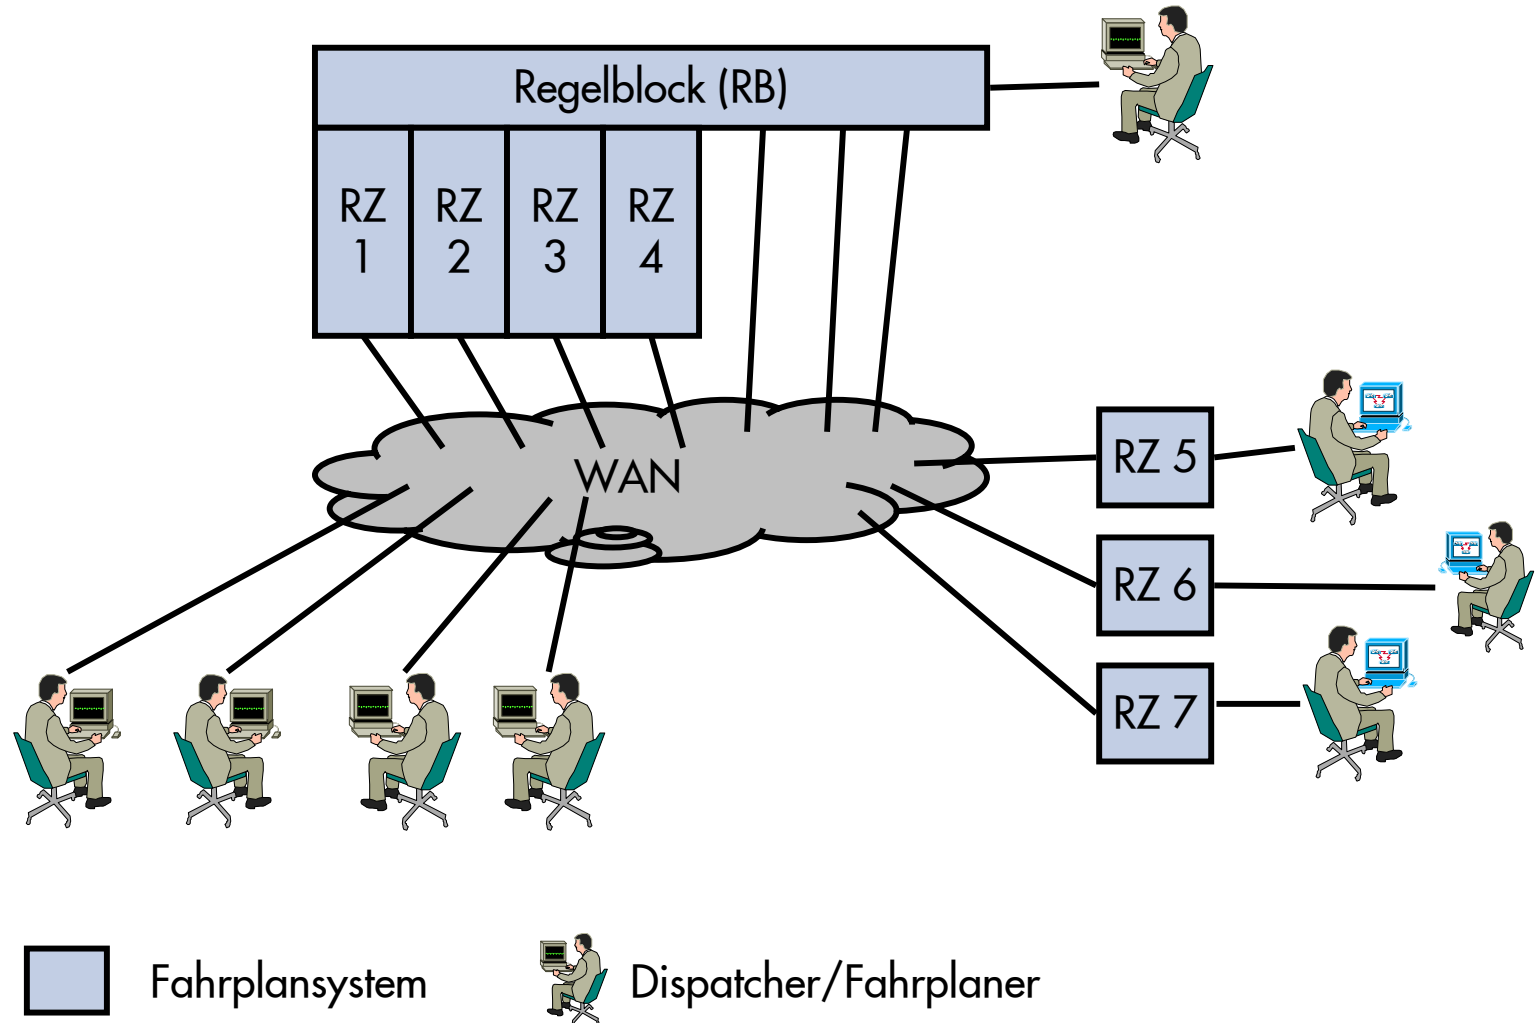 Regelblock (RB)
RZ
1
RZ
2
RZ
3
RZ
4
WAN
RZ 5
RZ 6
RZ 7
Fahrplansystem
Dispatcher/Fahrplaner